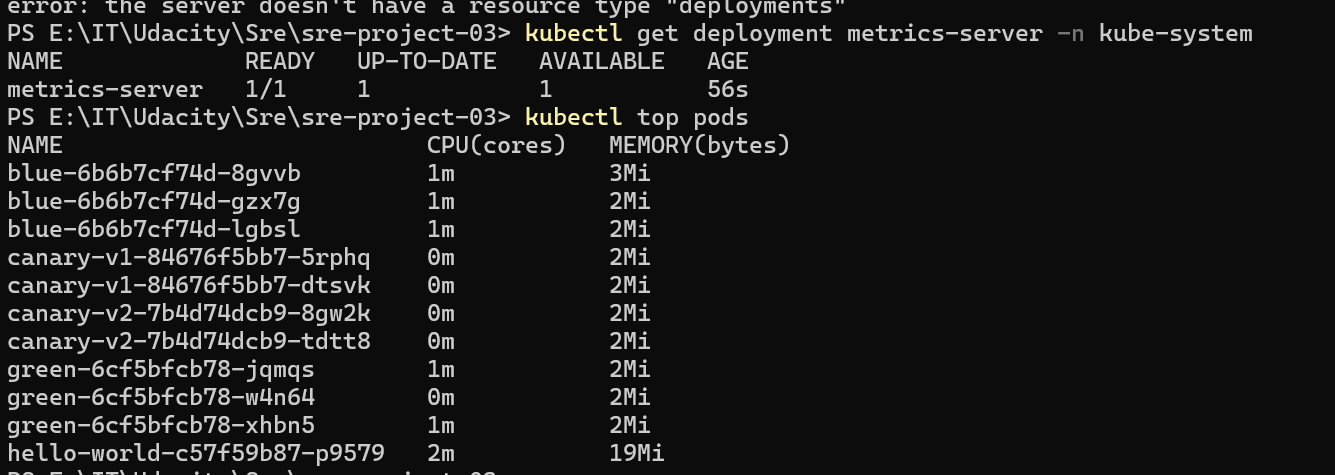 error: the server doesn't have a resource type "deployments"
PS E:\IT\Udacity\Sre\sre-project-03> kubectl get deployment metrics-server -n kube-system
NAME             READY   UP-TO-DATE   AVAILABLE   AGE
metrics-server   1/1     1            1           56s
PS E:\IT\Udacity\Sre\sre-project-03> kubectl top pods
NAME                          CPU(cores)   MEMORY(bytes)
blue-6b6b7cf74d-8gvvb         1m           3Mi
blue-6b6b7cf74d-gzx7g         1m           2Mi
blue-6b6b7cf74d-lgbsl         1m           2Mi
canary-v1-84676f5bb7-5rphq    0m           2Mi
canary-v1-84676f5bb7-dtsvk    0m           2Mi
canary-v2-7b4d74dcb9-8gw2k    0m           2Mi
canary-v2-7b4d74dcb9-tdtt8    0m           2Mi
green-6cf5bfcb78-jqmqs        1m           2Mi
green-6cf5bfcb78-w4n64        0m           2Mi
green-6cf5bfcb78-xhbn5        1m           2Mi
hello-world-c57f59b87-p9579   2m           19Mi